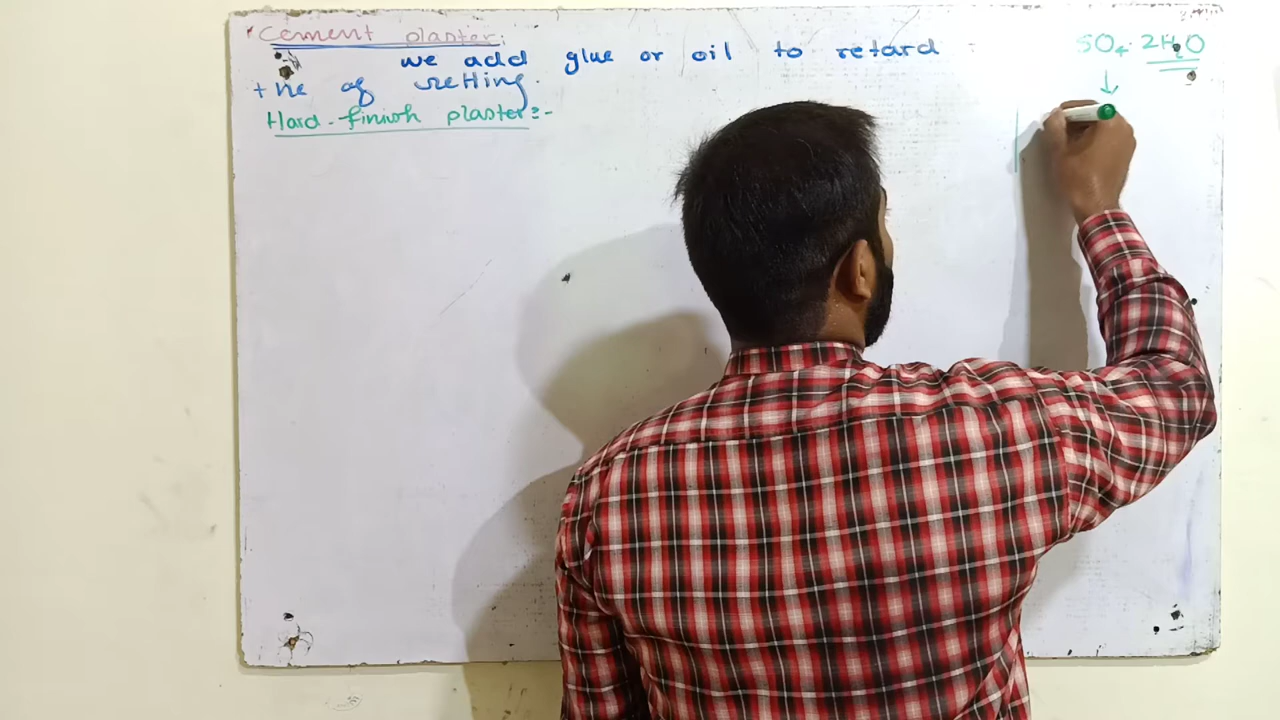 Cement plaster:
we add glue or oil to retard
the of setting.
Hard-finish plaster:-
SO4.2H2O